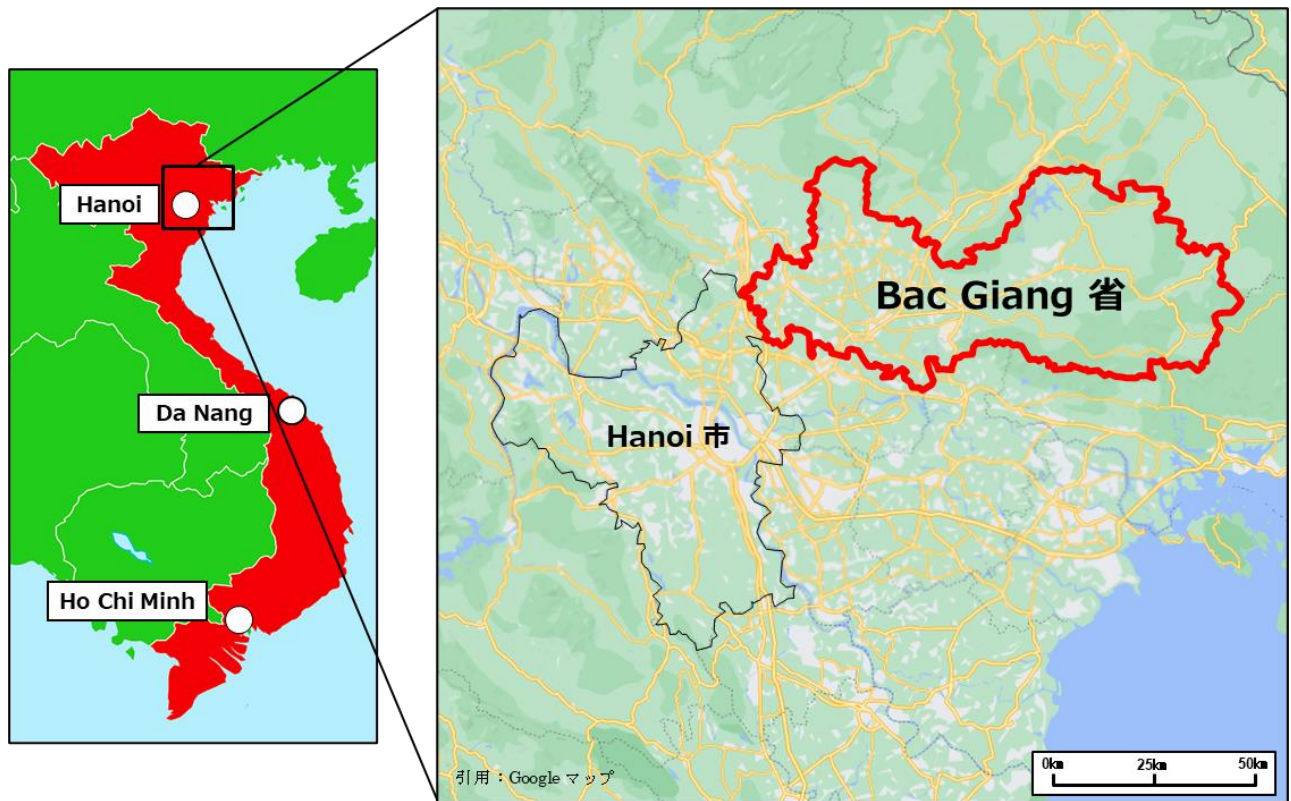 Hanoi
Da Nang
Ho Chi Minh
Bac Giang 省
Hanoi 市
引用：Google マップ
0km 25km 50km